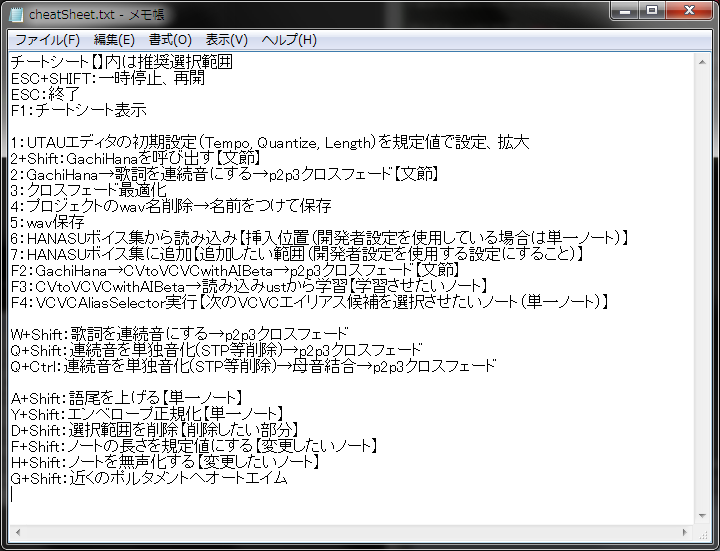 cheatSheet.txt - メモ帳
ファイル(F) 編集(E) 書式(O) 表示(V) ヘルプ(H)
チートシート【】内は推奨選択範囲
ESC+SHIFT:一時停止、再開
ESC:終了
F1:チートシート表示
1:UTAUエディタの初期設定(Tempo, Quantize, Length)を規定値で設定、拡大
2+Shift:GachiHanaを呼び出す【文節】
2:GachiHana→歌詞を連続音にする→p2p3クロスフェード【文節】
3:クロスフェード最適化
4:プロジェクトのwav名削除→名前をつけて保存
5:wav保存
6:HANASUボイス集から読み込み【挿入位置(開発者設定を使用している場合は単一ノート)】
7:HANASUボイス集に追加【追加したい範囲(開発者設定を使用する設定にすること)】
F2:GachiHana→CVtoVCVCwithAIBeta→p2p3クロスフェード【文節】
F3:CVtoVCVCwithAIBeta→読み込みustから学習【学習させたいノート】
F4:VCVCAliasSelector実行【次のVCVCエイリアス候補を選択させたいノート(単一ノート)】
W+Shift:歌詞を連続音にする→p2p3クロスフェード
Q+Shift:連続音を単独音化(STP等削除)→p2p3クロスフェード
Q+Ctrl:連続音を単独音化(STP等削除)→母音結合→p2p3クロスフェード
A+Shift:語尾を上げる【単一ノート】
Y+Shift:エンベロープ正規化【単一ノート】
D+Shift:選択範囲を削除【削除したい部分】
F+Shift:ノートの長さを規定値にする【変更したいノート】
H+Shift:ノートを無声化する【変更したいノート】
G+Shift:近くのポルタメントへオートエイム